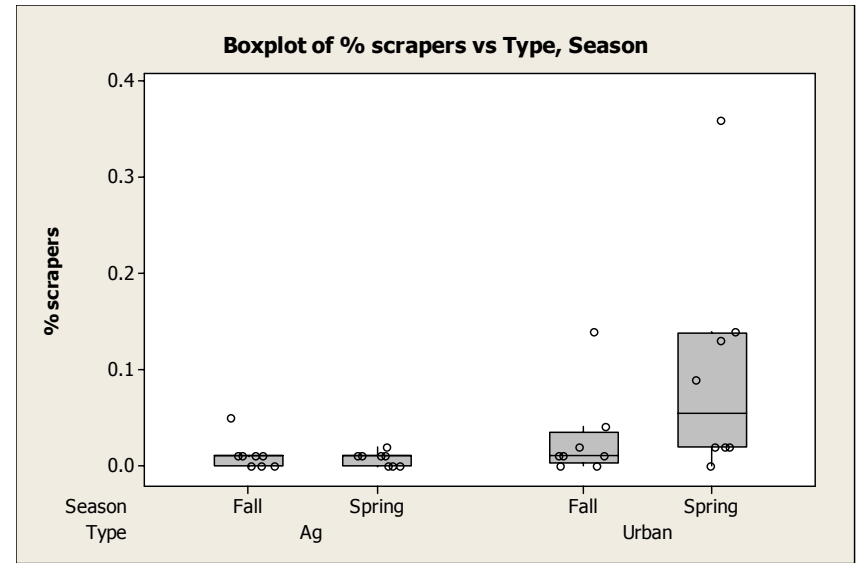 Boxplot of % scrapers vs Type, Season
% scrapers
0.4
0.3
0.2
0.1
0.0
Season Fall Spring Fall Spring
Type Ag Urban